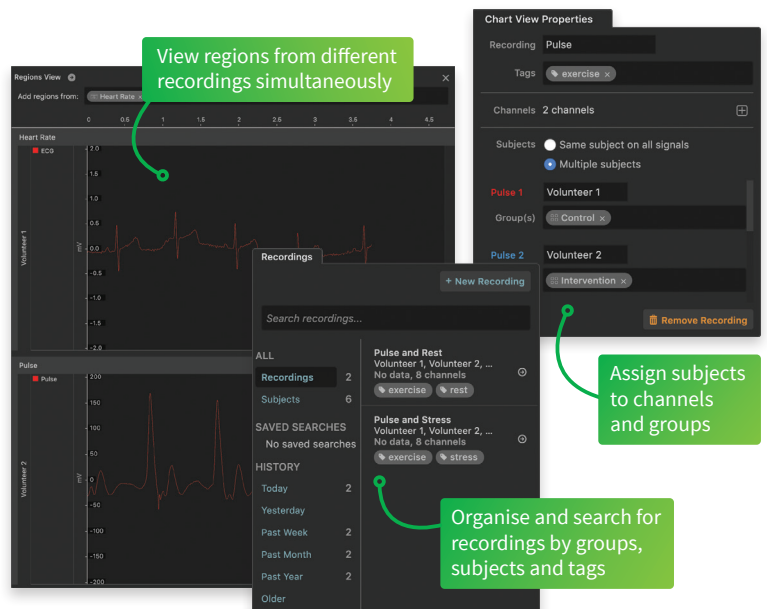 View regions from different
recordings simultaneously
Regions View
Add regions from:
Heart Rate ×
0 0.5 1 1.5 2 2.5 3 3.5 4 4.5
Heart Rate
ECG
Volunteer 1
mV
2.0
1.5
1.0
0.5
0.0
-0.5
-1.0
-1.5
-2.0
Pulse
Pulse
Volunteer 2
mV
200
150
100
50
0
-50
-100
-150
-200
Chart View Properties
Recording Pulse
Tags exercise ×
Channels 2 channels
Subjects Same subject on all signals
Multiple subjects
Pulse 1 Volunteer 1
Group(s) Control ×
Pulse 2 Volunteer 2
Intervention ×
Remove Recording
Assign subjects
to channels
and groups
Recordings
+ New Recording
Search recordings...
ALL
Recordings 2
Subjects 6
SAVED SEARCHES
No saved searches
HISTORY
Today 2
Yesterday
Past Week 2
Past Month 2
Past Year 2
Older
Pulse and Rest
Volunteer 1, Volunteer 2, ...
No data, 8 channels
exercise rest
Pulse and Stress
Volunteer 1, Volunteer 2, ...
No data, 8 channels
exercise stress
Organise and search for
recordings by groups,
subjects and tags